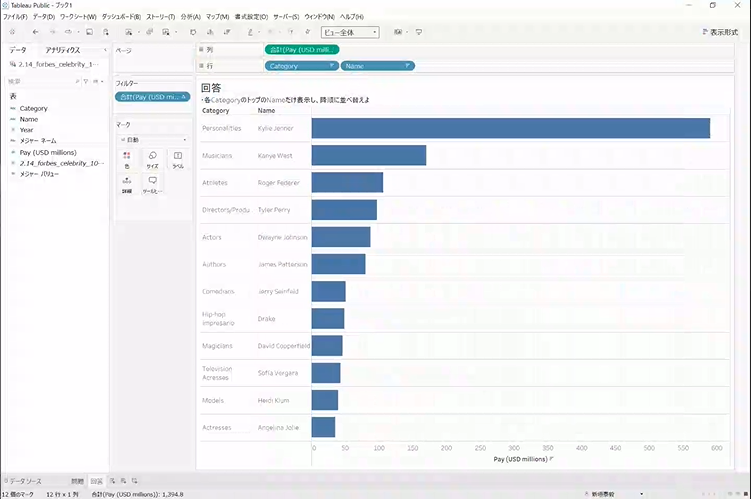 Tableau Public - ブック1
ファイル(F) データ(D) ワークシート(W) ダッシュボード(B) ストーリー(T) 分析(A) マップ(M) 書式設定(O) サーバー(S) ウィンドウ(N) ヘルプ(H)
ビュー全体
表示形式
データ アナリティクス
2.14_forbes_celebrity_1…
検索
表
Category
Name
Year
メジャー ネーム
Pay (USD millions)
2.14_forbes_celebrity_10…
メジャー バリュー
ページ
フィルター
合計(Pay (USD mi...
マーク
自動
色 サイズ ラベル
詳細 ツールヒ…
列 合計(Pay (USD milli...
行 Category Name
回答
・各CategoryのトップのNameだけ表示し、降順に並べ替えよ
Category Name
Personalities Kylie Jenner
Musicians Kanye West
Athletes Roger Federer
Directory/Produ Tyler Perry
Actors Dwayne Johnson
Authors James Patterson
Comedians Jerry Seinfeld
Hip-hop
impresario Drake
Magicians David Copperfield
Television
Acresses Sofia Vergara
Models Heidi Klum
Actresses Angelina Jolie
0 50 100 150 200 250 300 350 400 450 500 550 600
Pay (USD millions)
データソース 問題 回答
12 個のマーク 12 行 x 1 列 合計(Pay (USD millions)): 1,394.8